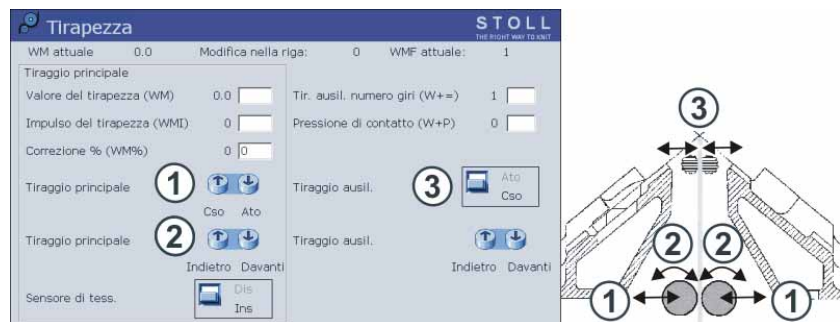 Tirapezza
STOLL
THE RIGHT WAY TO KNIT
WM attuale 0.0 Modifica nella riga: 0 WMF attuale: 1
Tiraggio principale
Valore del tirapezza (WM) 0.0 Tir. ausil. numero giri (W+=) 1
Impulso del tirapezza (WMI) 0 Pressione di contatto (W+P) 0
Correzione % (WM%) 0 0
Tiraggio principale 1 Tiraggio ausil. 3 Ato
Cso
Cso Ato
Tiraggio principale 2 Tiraggio ausil.
Indietro Davanti Indietro Davanti
Sensore di tess. Dis
Ins
3
2 2
1 1